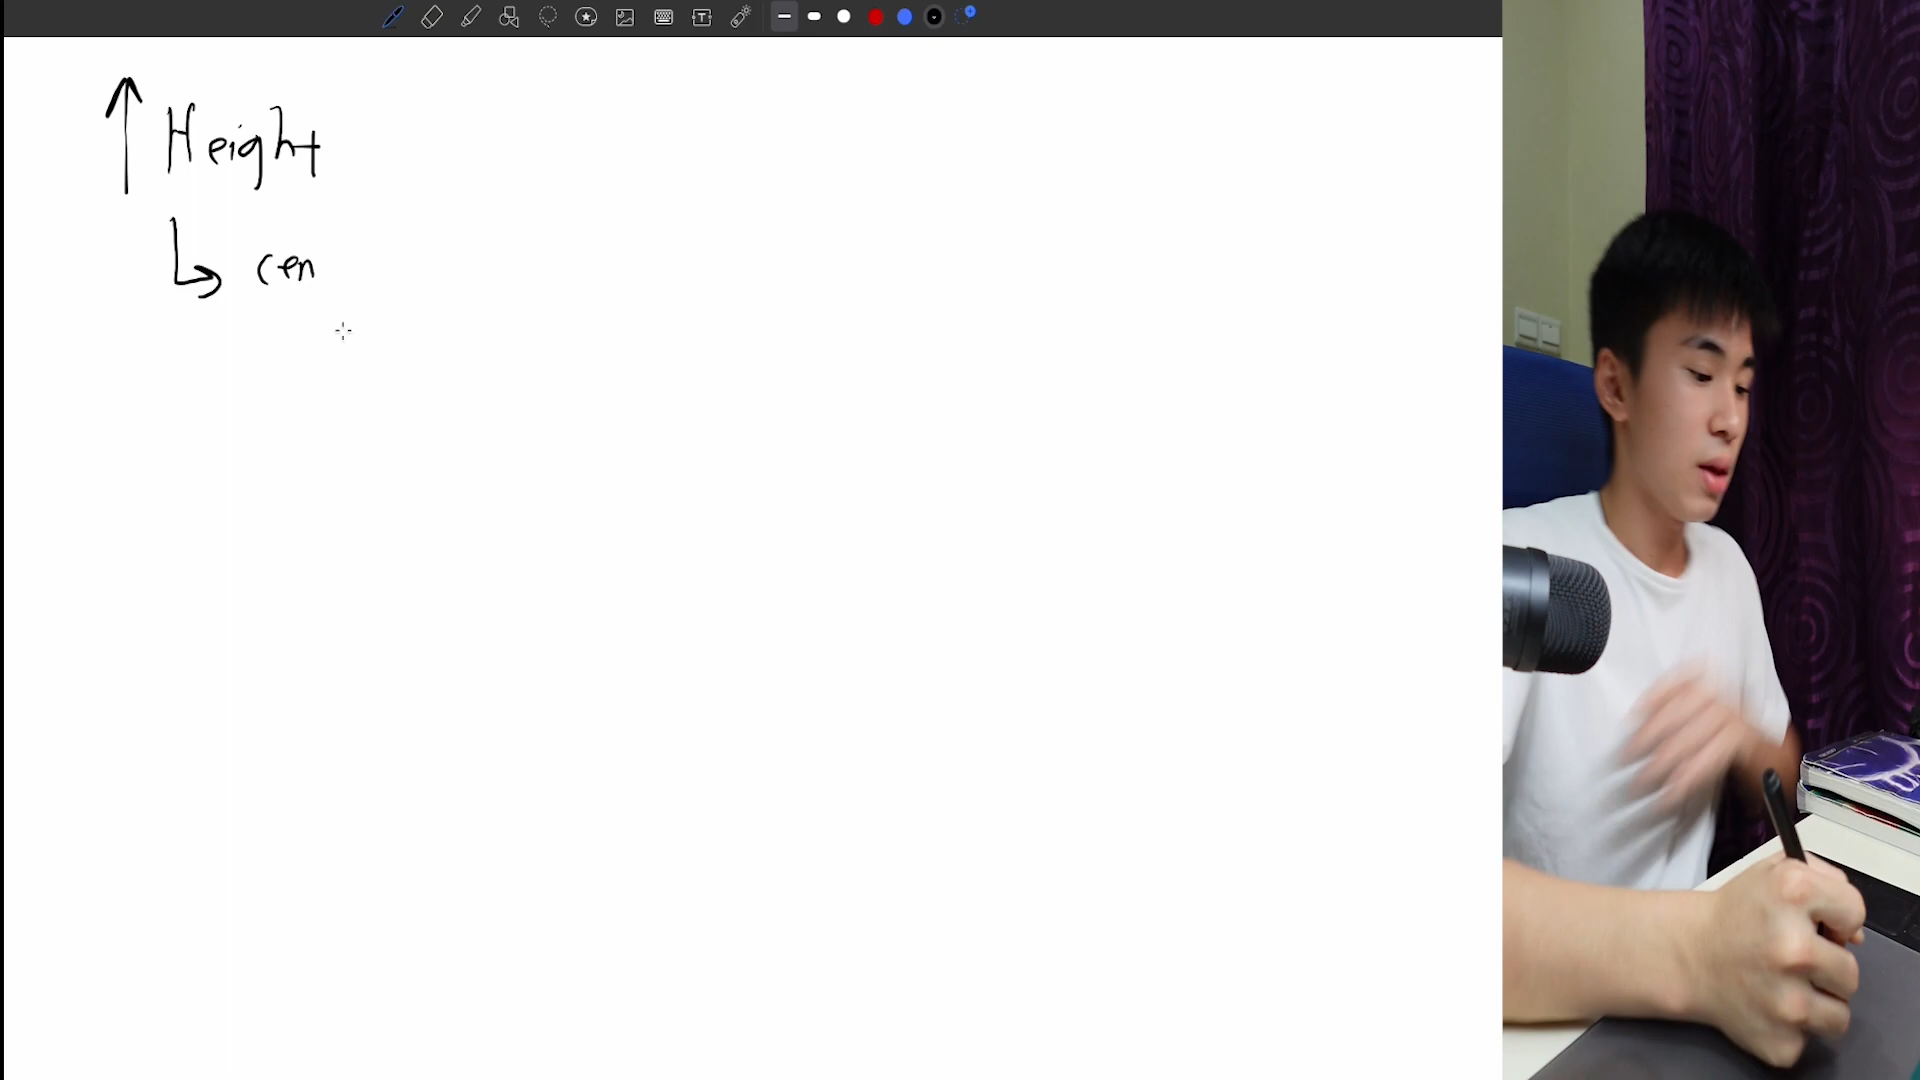 ↑ Height
↳ cen